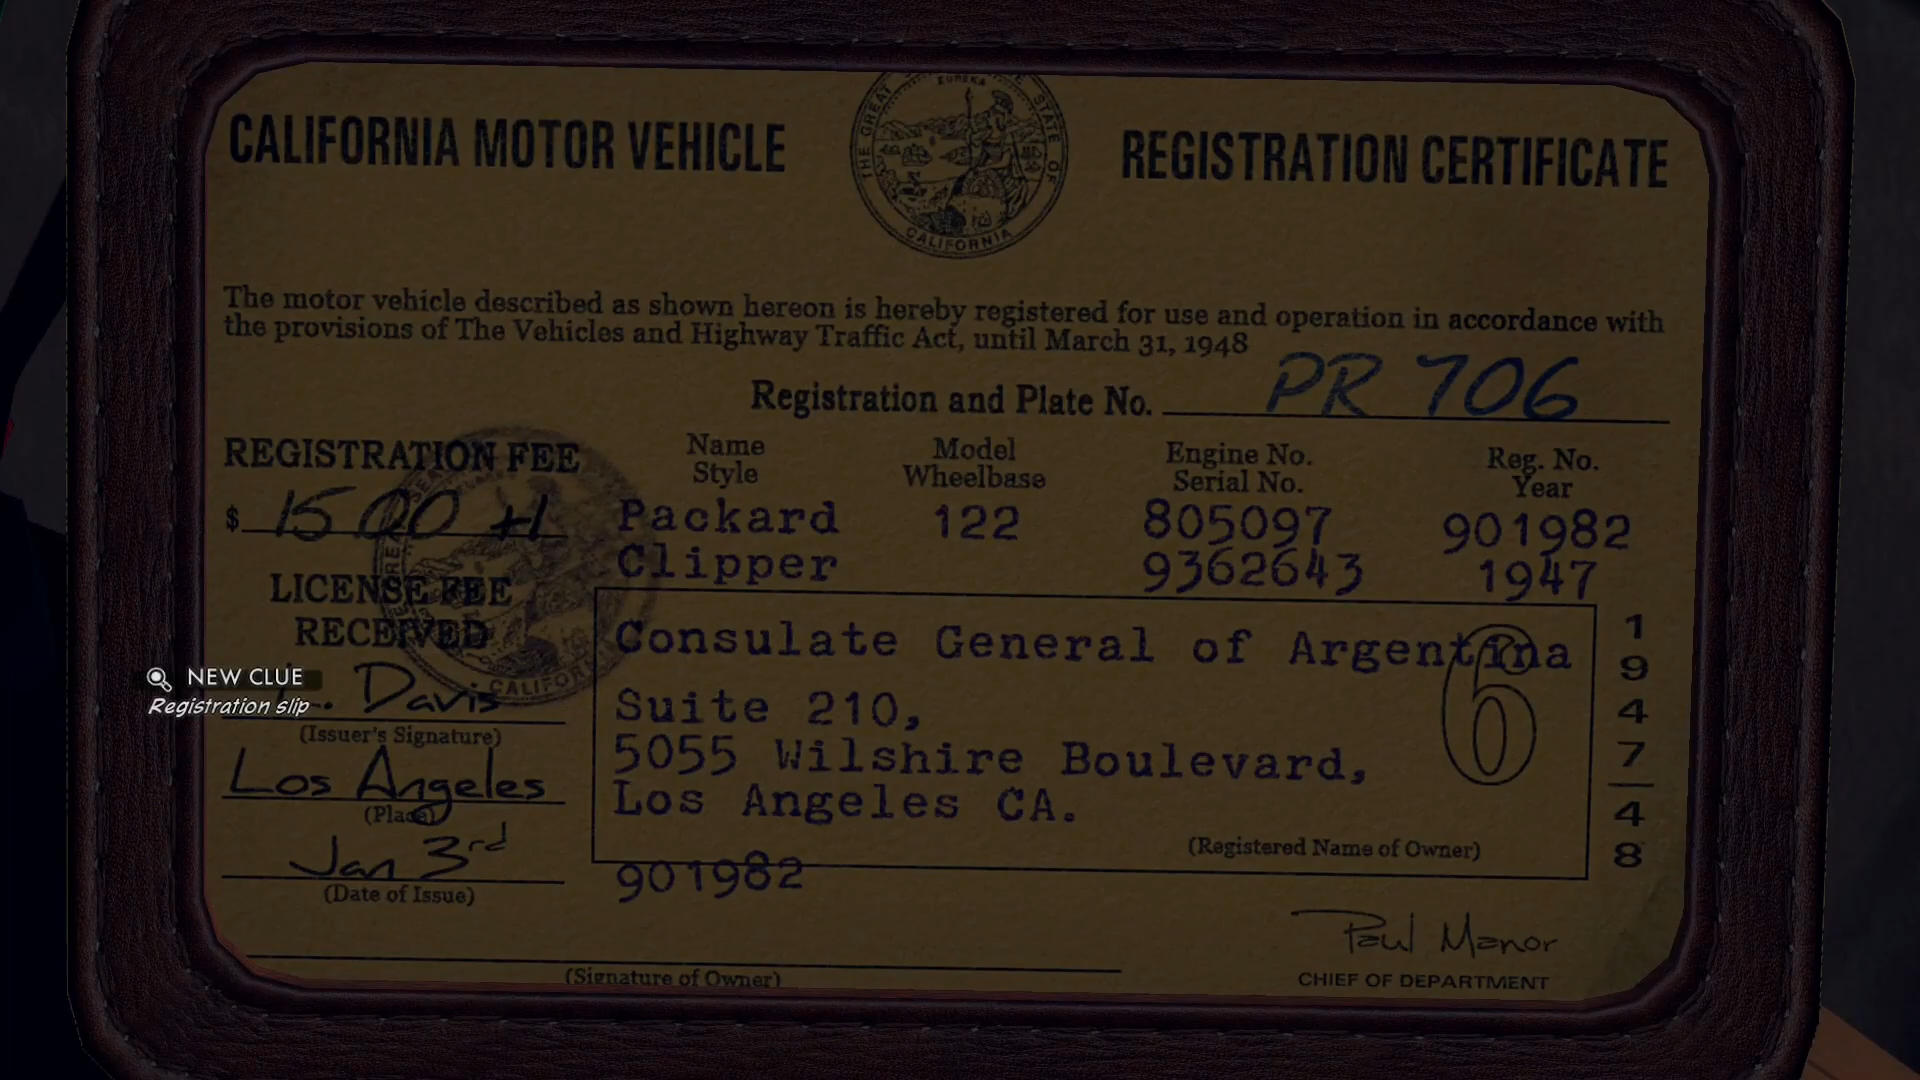 EUREKA
THE GREAT STATE OF
CALIFORNIA
CALIFORNIA MOTOR VEHICLE
REGISTRATION CERTIFICATE
The motor vehicle described as shown hereon is hereby registered for use and operation in accordance with
the provisions of The Vehicles and Highway Traffic Act, until March 31, 1948
Registration and Plate No. PR 706
REGISTRATION FEE
$ 15 00
LICENSE FEE
RECEIVED
Name Model Engine No. Reg. No.
Style Wheelbase Serial No. Year
Packard 122 805097 901982
Clipper 9362643 1947
Consulate General of Argentina
Suite 210,
5055 Wilshire Boulevard,
Los Angeles CA.
(Registered Name of Owner)
6
1947/48
NEW CLUE
Registration slip
Davis
(Issuer's Signature)
Los Angeles
(Place)
Jan 3rd
(Date of Issue)
901982
(Signature of Owner)
Paul Manor
CHIEF OF DEPARTMENT